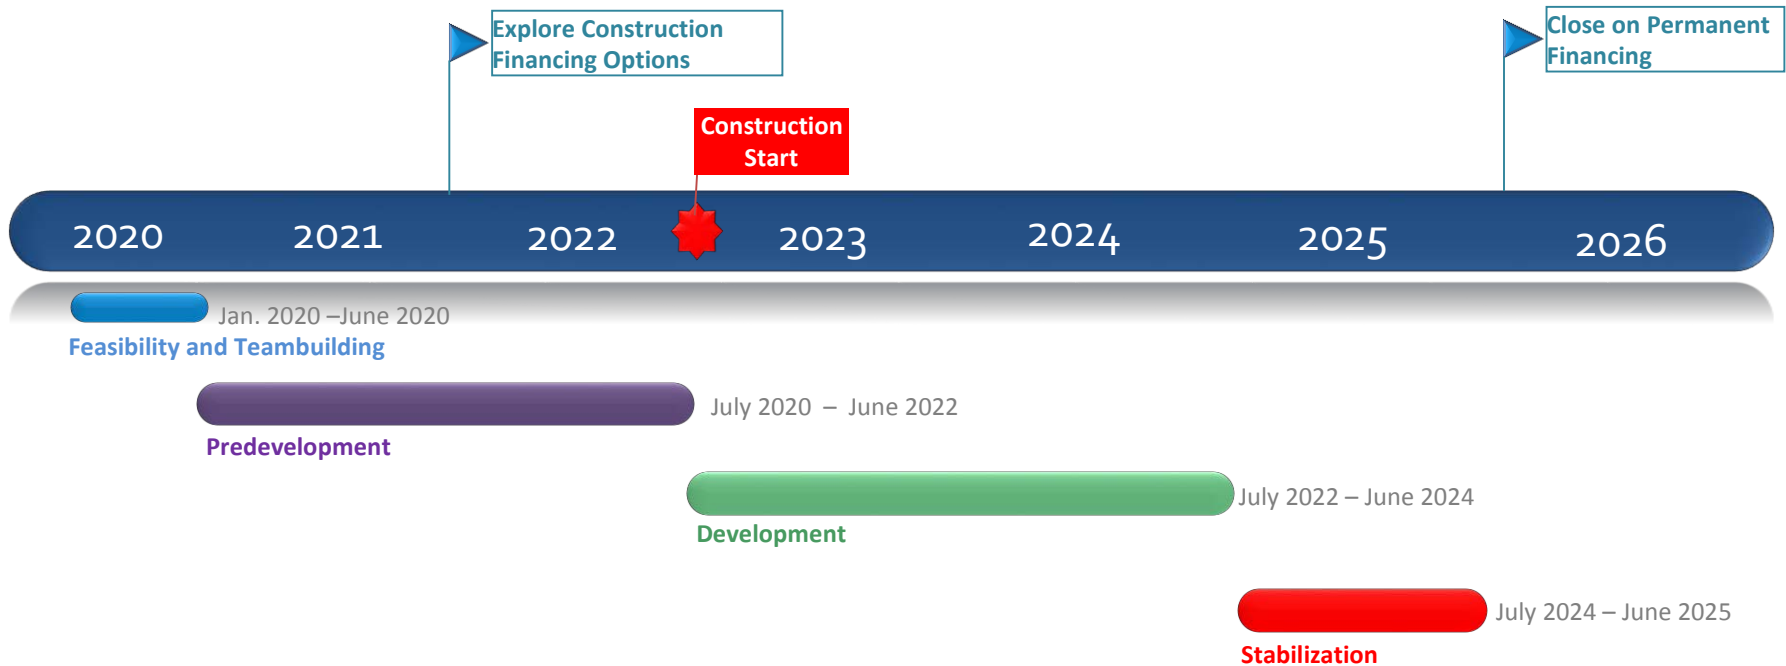 Explore Construction
Financing Options
Close on Permanent
Financing
Construction
Start
2020 2021 2022 2023 2024 2025 2026
Jan. 2020 –June 2020
Feasibility and Teambuilding
July 2020 – June 2022
Predevelopment
July 2022 – June 2024
Development
July 2024 – June 2025
Stabilization